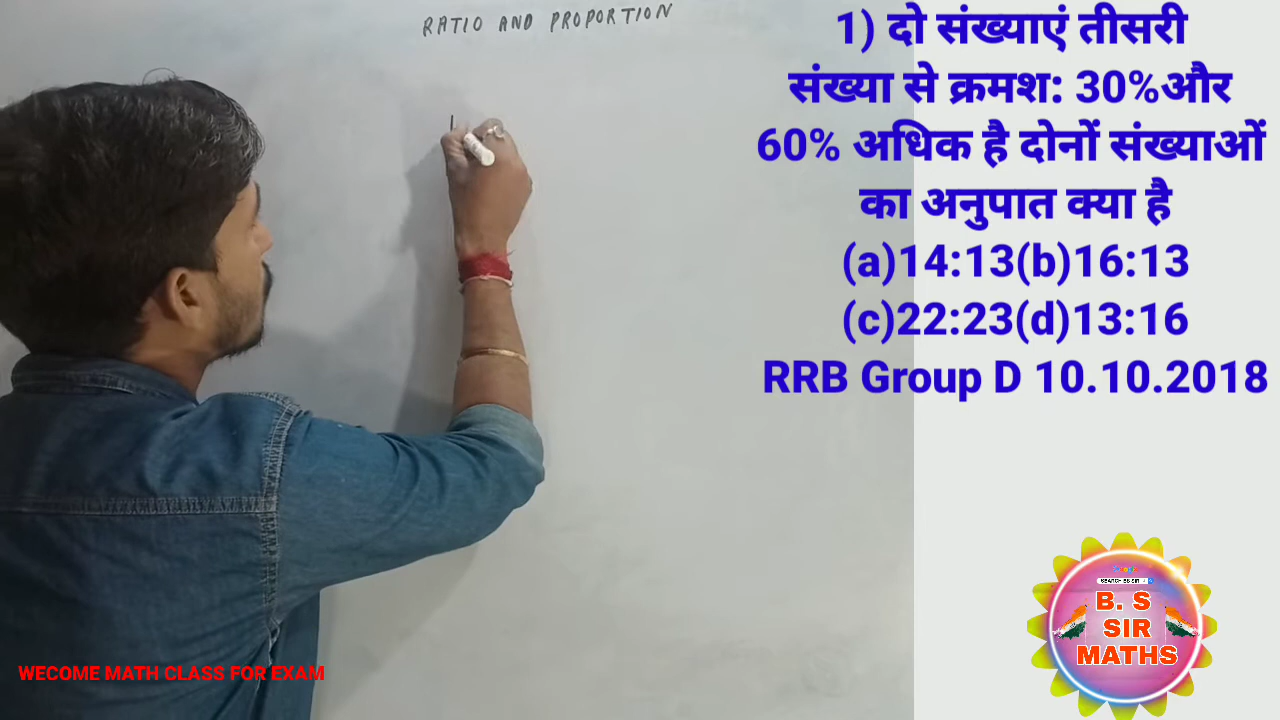 RATIO AND PROPORTION
1) दो संख्याएं तीसरी
संख्या से क्रमश: 30%और
60% अधिक है दोनों संख्याओं
का अनुपात क्या है
(a)14:13(b)16:13
(c)22:23(d)13:16
RRB Group D 10.10.2018
B. S
SIR
MATHS
WECOME MATH CLASS FOR EXAM